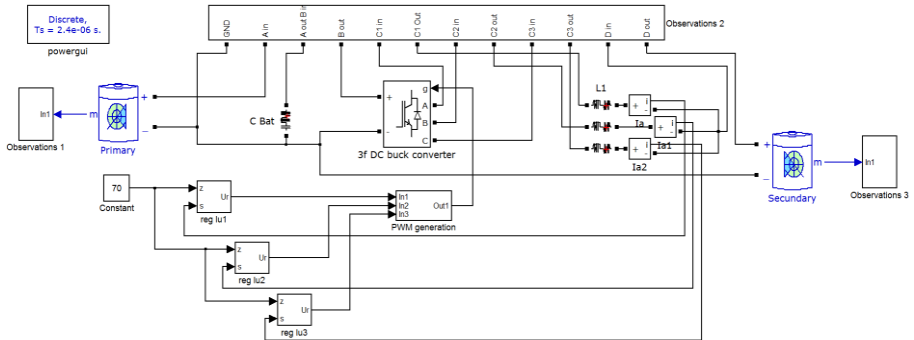 Discrete,
Ts = 2.4e-06 s.
powergui
Observations 2
GND
A in
A out B in
B out
C1 in
C1 Out
C2 in
C2 out
C3 in
C3 out
D in
D out
In1
Observations 1
m
+
−
Primary
C Bat
+
-
g
A
B
C
3f DC buck converter
L1
+
i
-
Ia
+
i
-
Ia1
+
i
-
Ia2
+
−
m
Secundary
In1
Observations 3
70
Constant
z
s
Ur
reg Iu1
In1
In2
In3
Out1
PWM generation
z
s
Ur
reg Iu2
z
s
Ur
reg Iu3